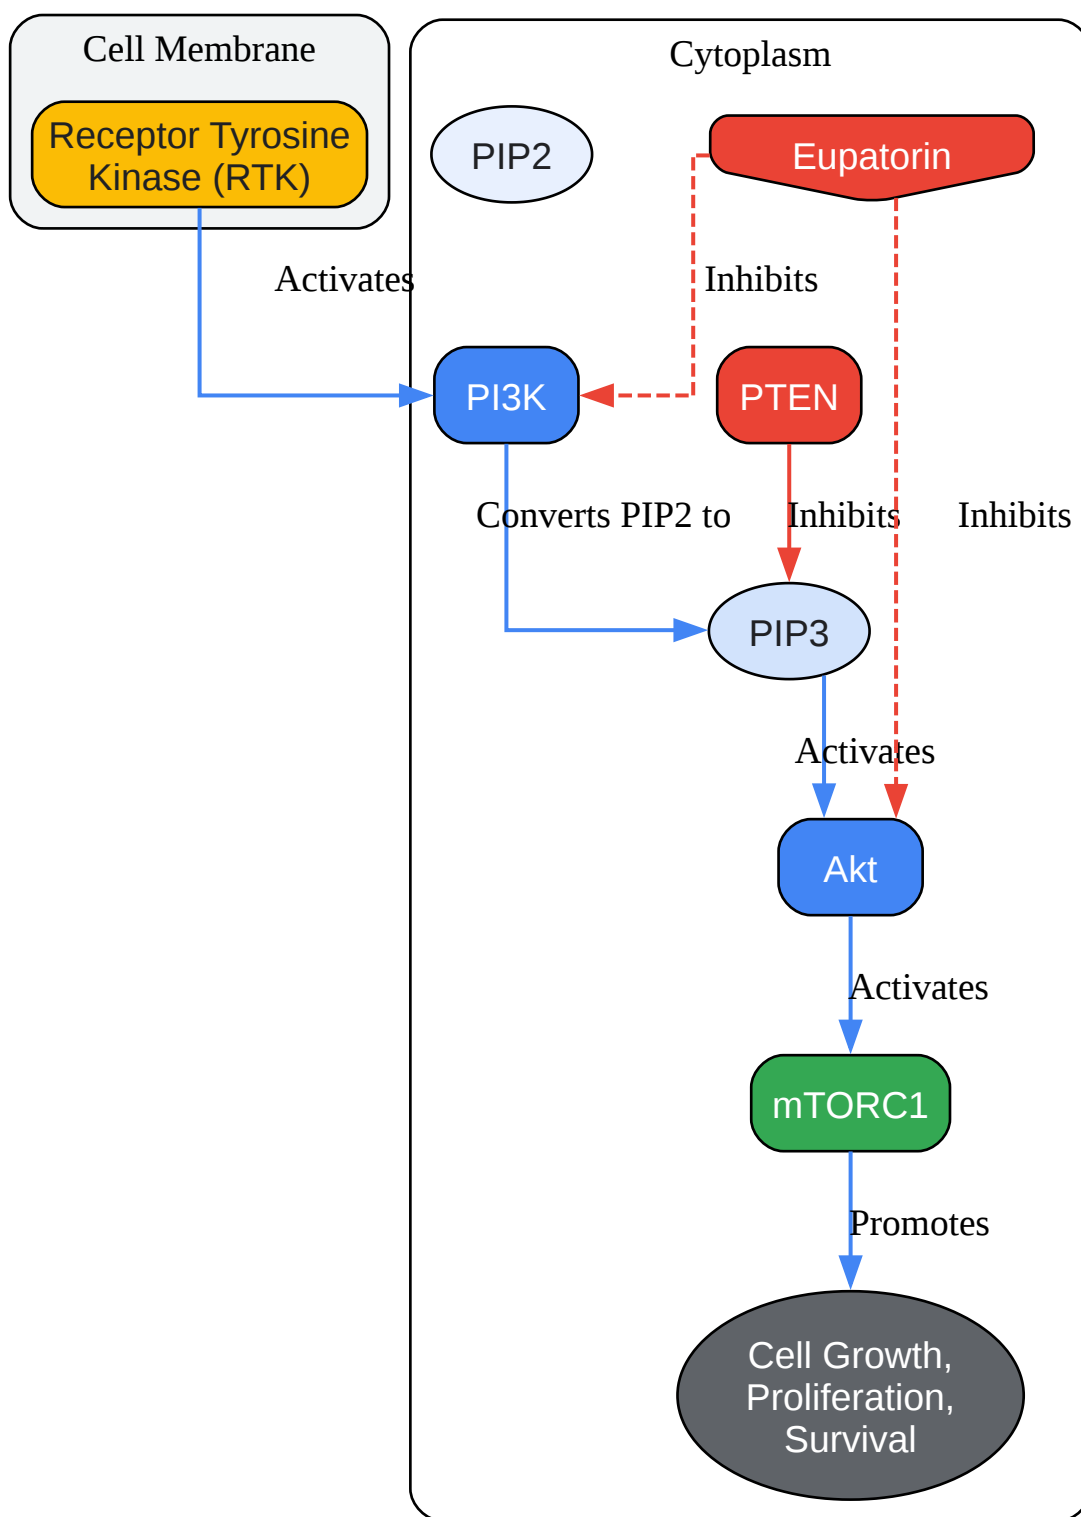 Cell Membrane
Cytoplasm
Receptor Tyrosine
Kinase (RTK)
PIP2
Eupatorin
Activates
Inhibits
PI3K
PTEN
Converts PIP2 to
Inhibits
Inhibits
PIP3
Activates
Akt
Activates
mTORC1
Promotes
Cell Growth,
Proliferation,
Survival